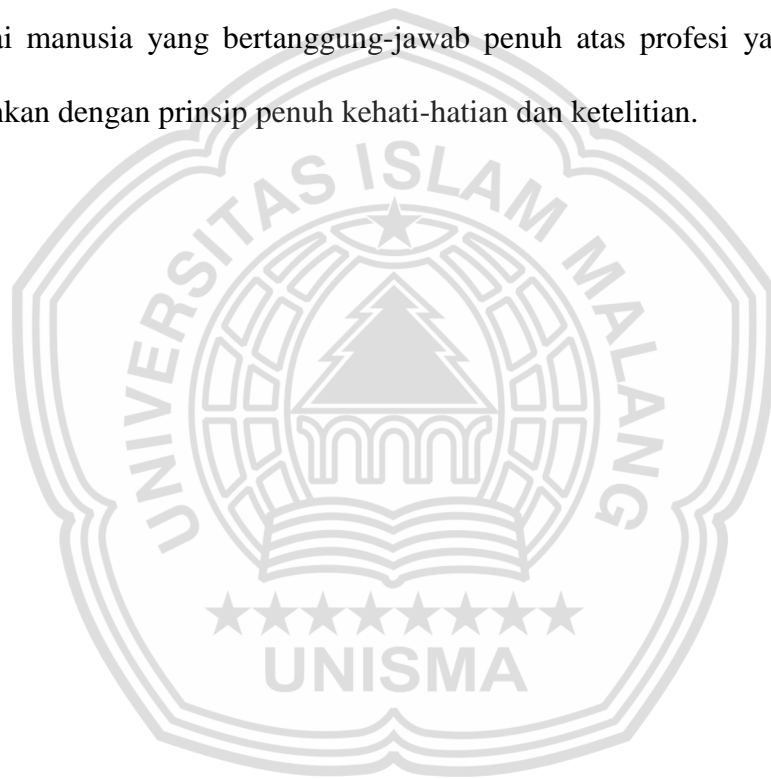 ai manusia yang bertanggung-jawab penuh atas profesi ya
nkan dengan prinsip penuh kehati-hatian dan ketelitian.
UNIVERSITAS ISLAM MALANG
UNISMA